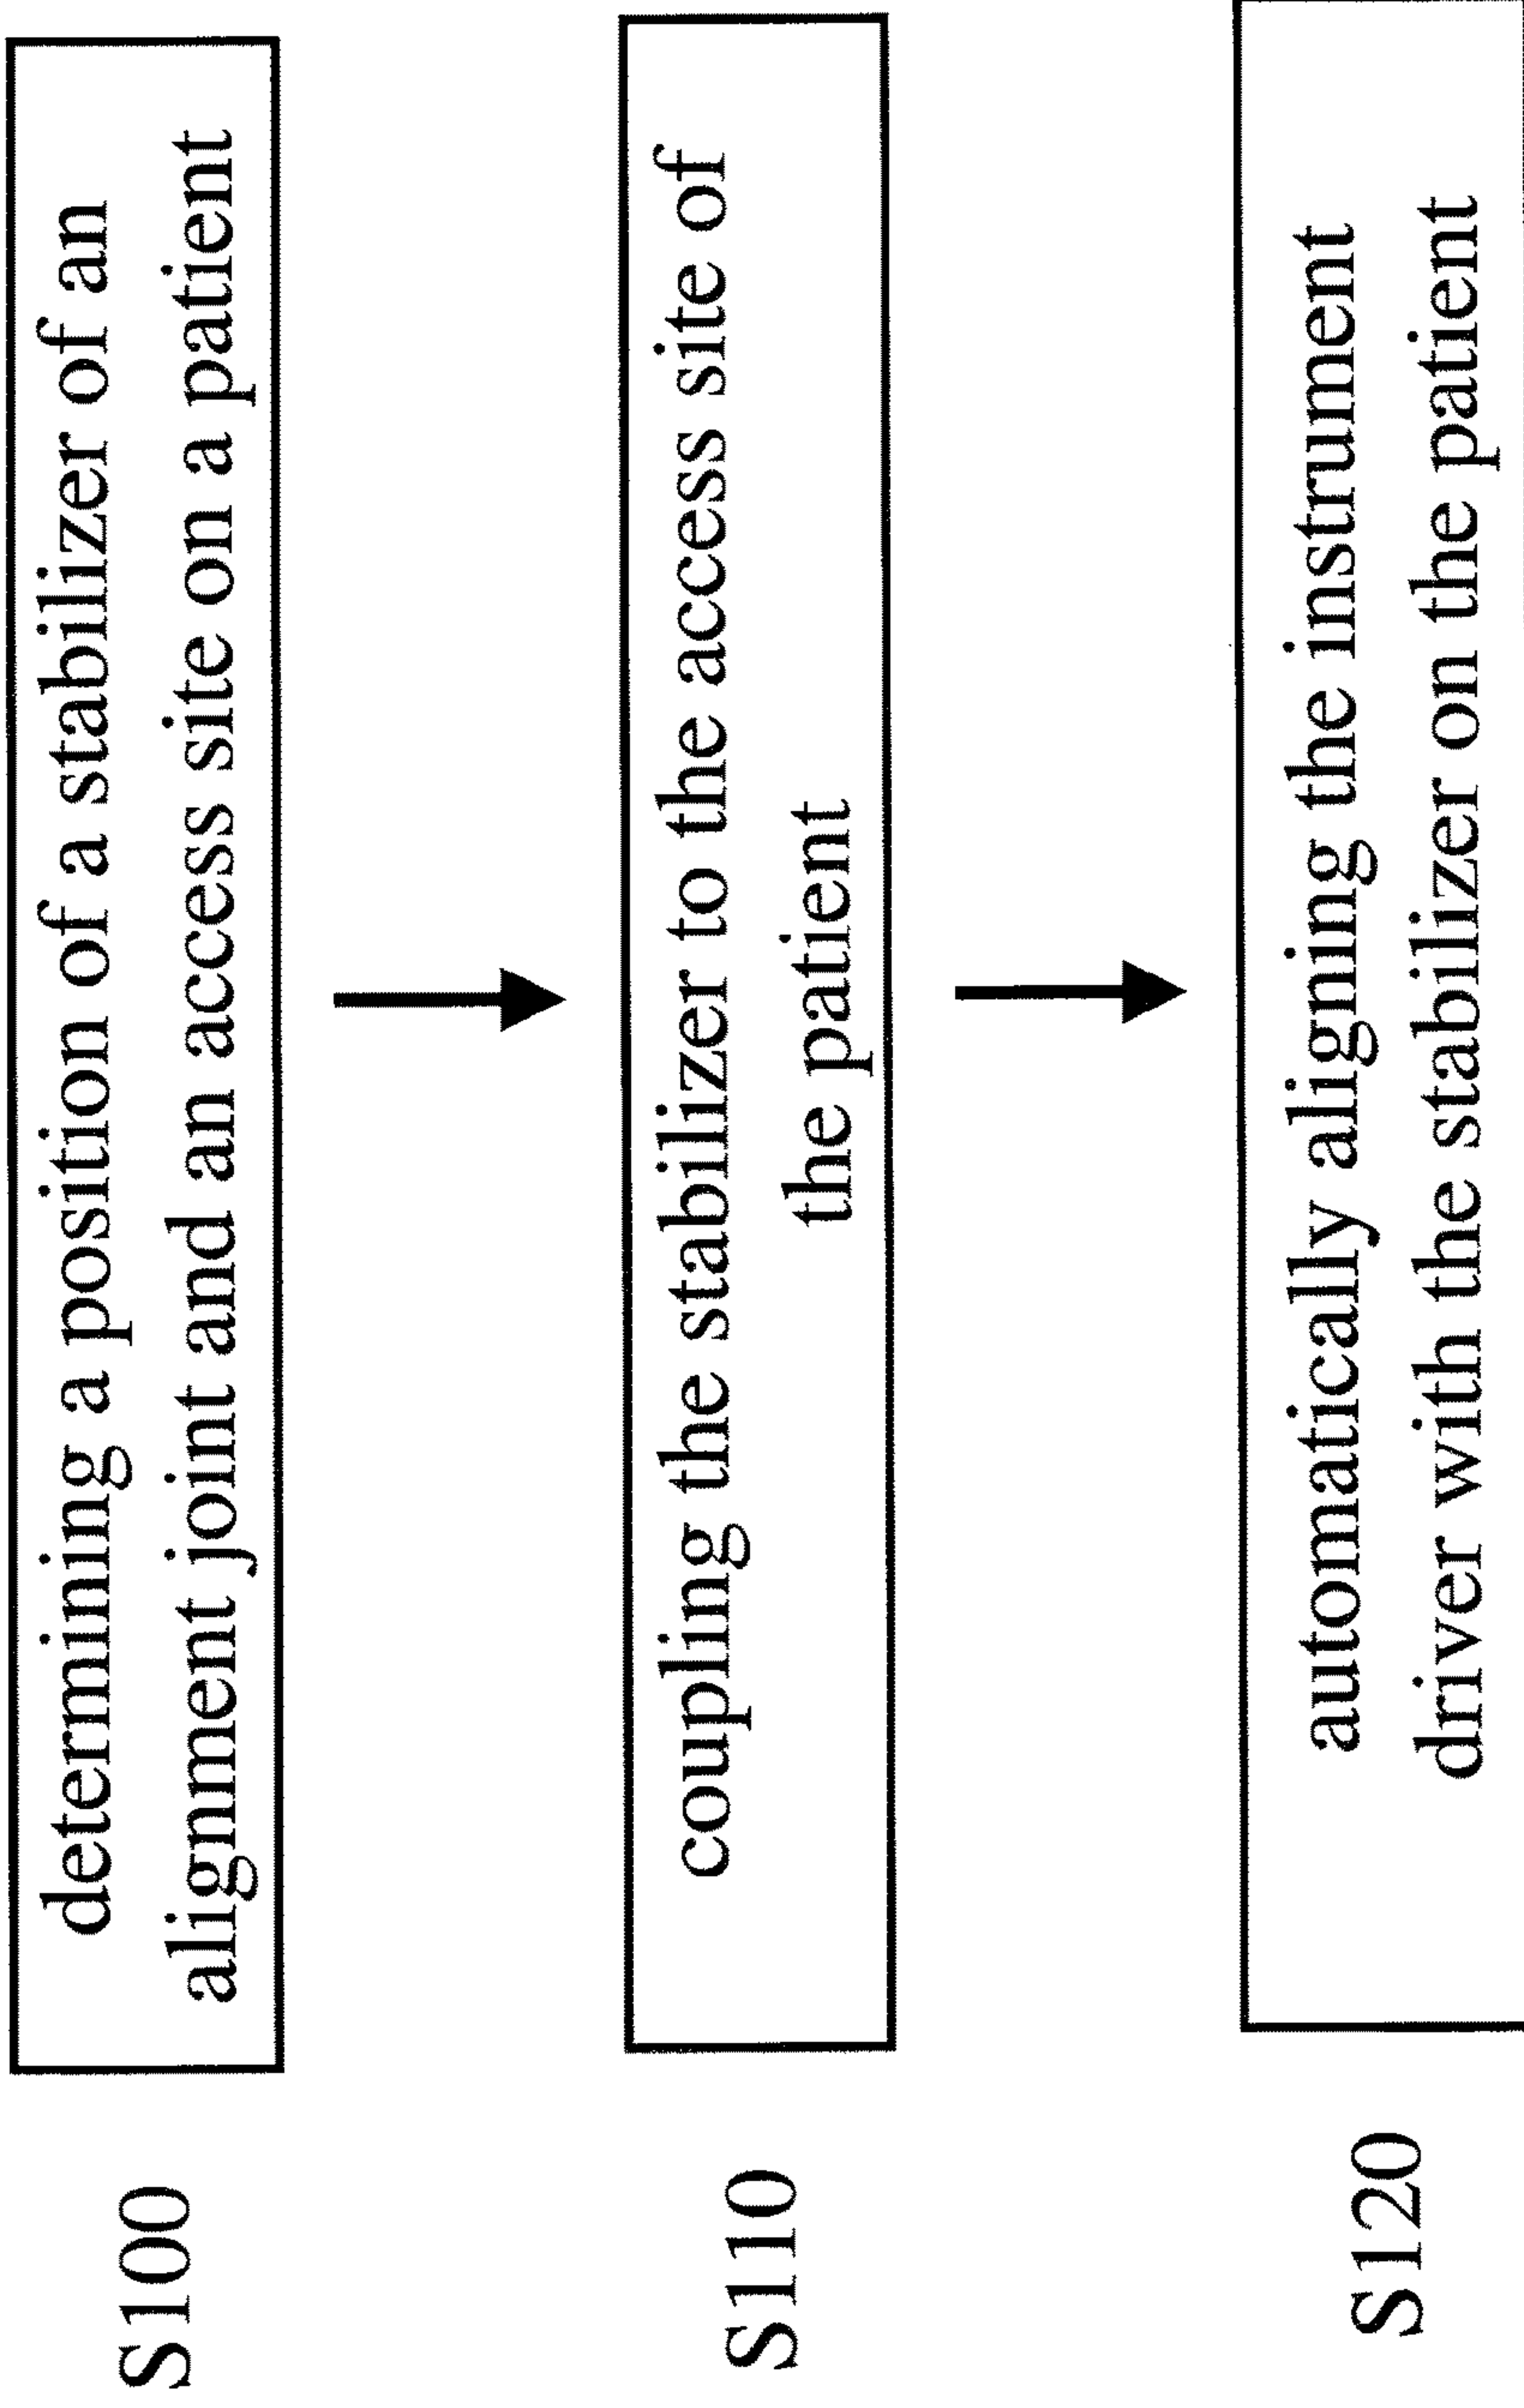 S100
determining a position of a stabilizer of an
alignment joint and an access site on a patient
S110
coupling the stabilizer to the access site of
the patient
S120
automatically aligning the instrument
driver with the stabilizer on the patient